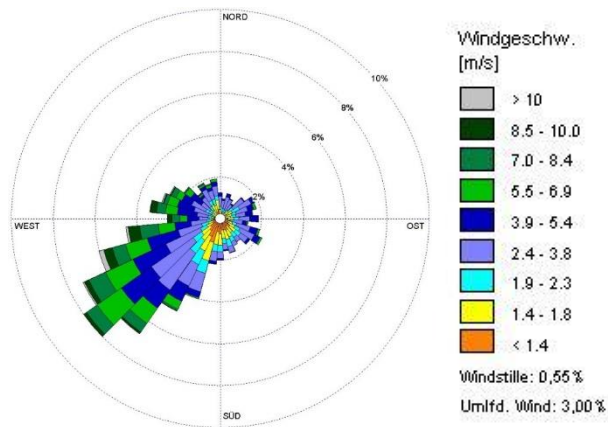 NORD
10%
8%
6%
4%
2%
WEST
OST
SÜD
Windgeschw.
[m/s]
> 10
8.5 - 10.0
7.0 - 8.4
5.5 - 6.9
3.9 - 5.4
2.4 - 3.8
1.9 - 2.3
1.4 - 1.8
< 1.4
Windstille: 0,55%
Umlfd. Wind: 3,00%